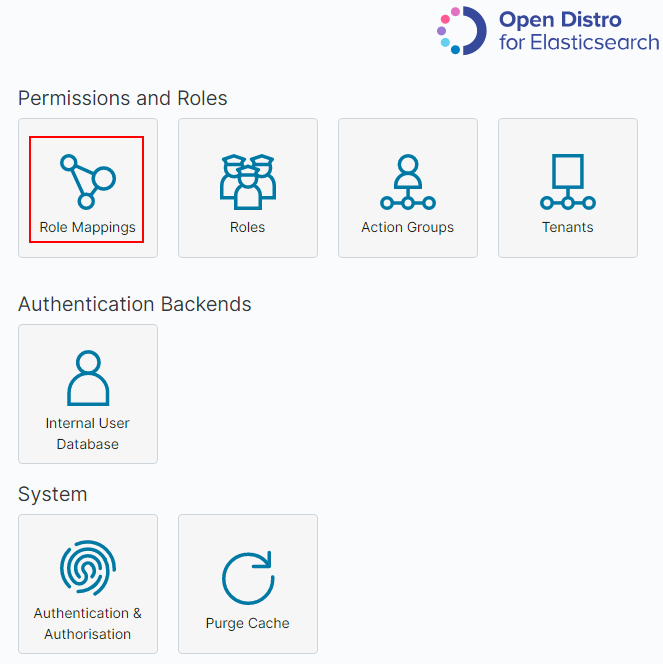 Open Distro
for Elasticsearch
Permissions and Roles
Role Mappings
Roles
Action Groups
Tenants
Authentication Backends
Internal User
Database
System
Authentication &
Authorisation
Purge Cache